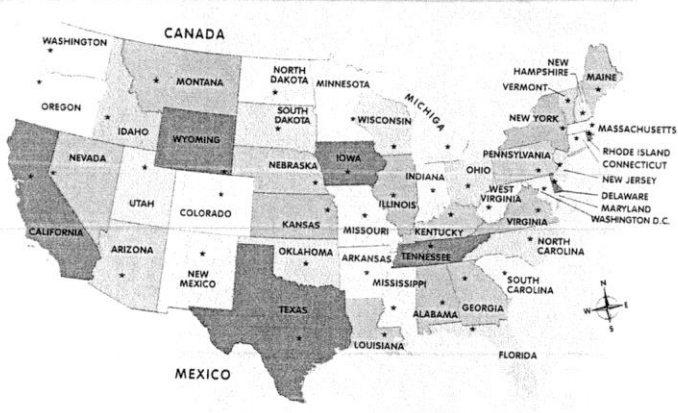 CANADA
WASHINGTON
MONTANA
NORTH
DAKOTA
MINNESOTA
OREGON
IDAHO
WYOMING
SOUTH
DAKOTA
WISCONSIN
MICHIGA
NEW
HAMPSHIRE
VERMONT
MAINE
NEW YORK
MASSACHUSETTS
RHODE ISLAND
CONNECTICUT
NEW JERSEY
DELAWARE
MARYLAND
WASHINGTON D.C.
NEVADA
UTAH
COLORADO
NEBRASKA
IOWA
ILLINOIS
INDIANA
OHIO
PENNSYLVANIA
WEST
VIRGINIA
VIRGINIA
CALIFORNIA
ARIZONA
NEW
MEXICO
KANSAS
MISSOURI
KENTUCKY
OKLAHOMA
ARKANSAS
TENNESSEE
NORTH
CAROLINA
SOUTH
CAROLINA
TEXAS
LOUISIANA
MISSISSIPPI
ALABAMA
GEORGIA
FLORIDA
MEXICO
N
W
E
S